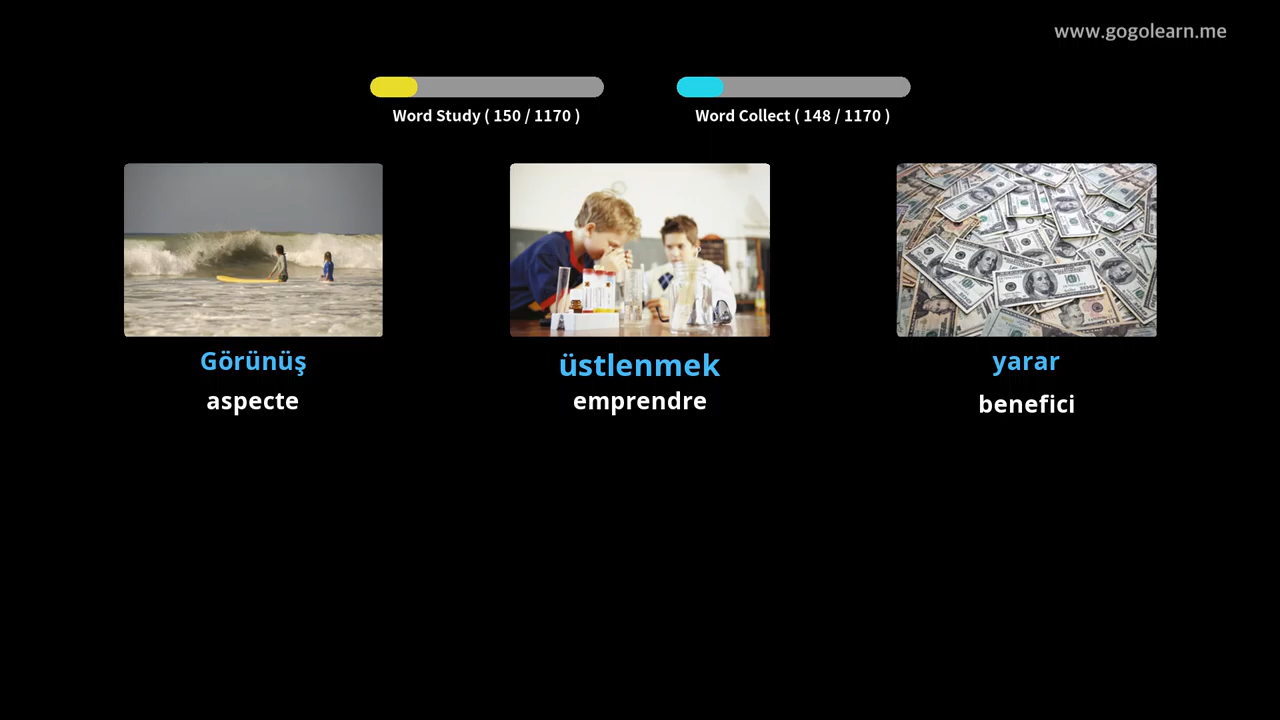 www.gogolearn.me
Word Study ( 150 / 1170 )
Word Collect ( 148 / 1170 )
Görünüş
üstlenmek
yarar
aspecte
emprendre
benefici